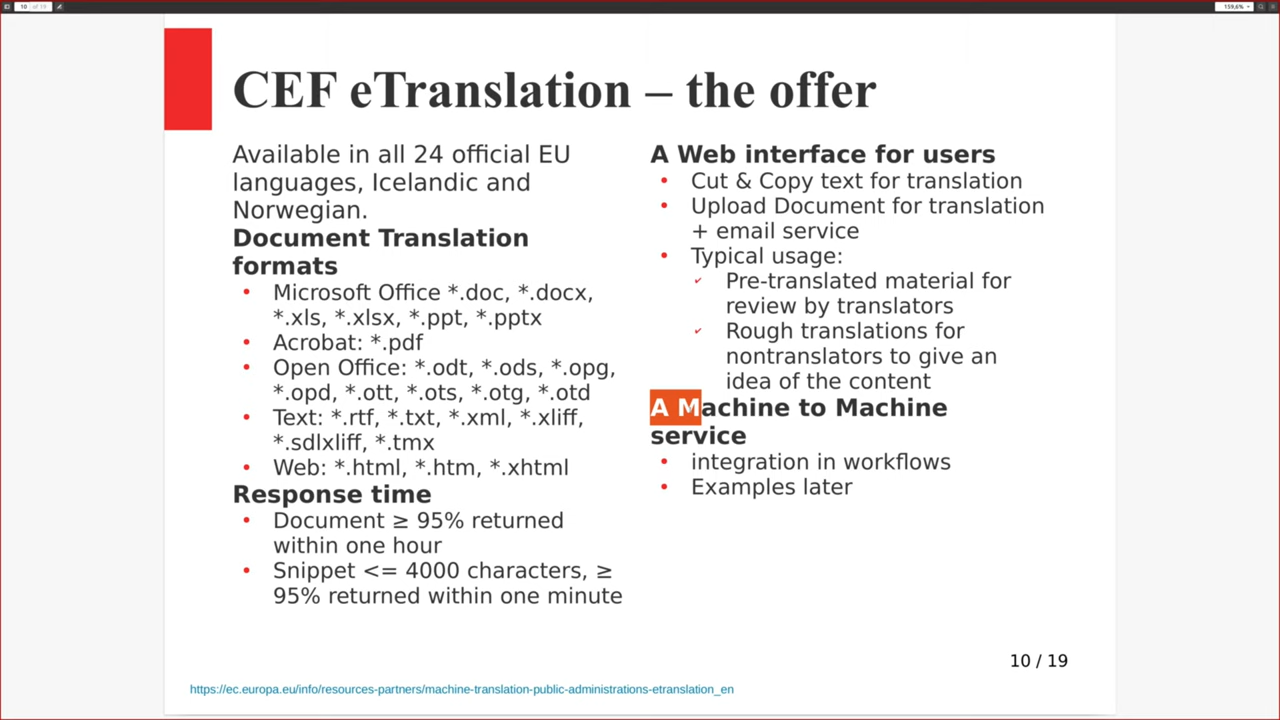 10 of 19
159,6%
CEF eTranslation – the offer
Available in all 24 official EU
languages, Icelandic and
Norwegian.
Document Translation
formats
• Microsoft Office *.doc, *.docx,
*.xls, *.xlsx, *.ppt, *.pptx
• Acrobat: *.pdf
• Open Office: *.odt, *.ods, *.opg,
*.opd, *.ott, *.ots, *.otg, *.otd
• Text: *.rtf, *.txt, *.xml, *.xliff,
*.sdlxliff, *.tmx
• Web: *.html, *.htm, *.xhtml
Response time
• Document ≥ 95% returned
within one hour
• Snippet <= 4000 characters, ≥
95% returned within one minute
A Web interface for users
• Cut & Copy text for translation
• Upload Document for translation
+ email service
• Typical usage:
✓ Pre-translated material for
review by translators
✓ Rough translations for
nontranslators to give an
idea of the content
A Machine to Machine
service
• integration in workflows
• Examples later
10 / 19
https://ec.europa.eu/info/resources-partners/machine-translation-public-administrations-etranslation_en